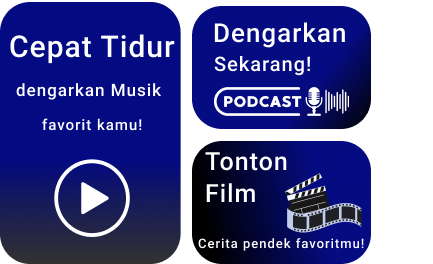 Cepat Tidur
dengarkan Musik
favorit kamu!
Dengarkan
Sekarang!
PODCAST
Tonton
Film
Cerita pendek favoritmu!